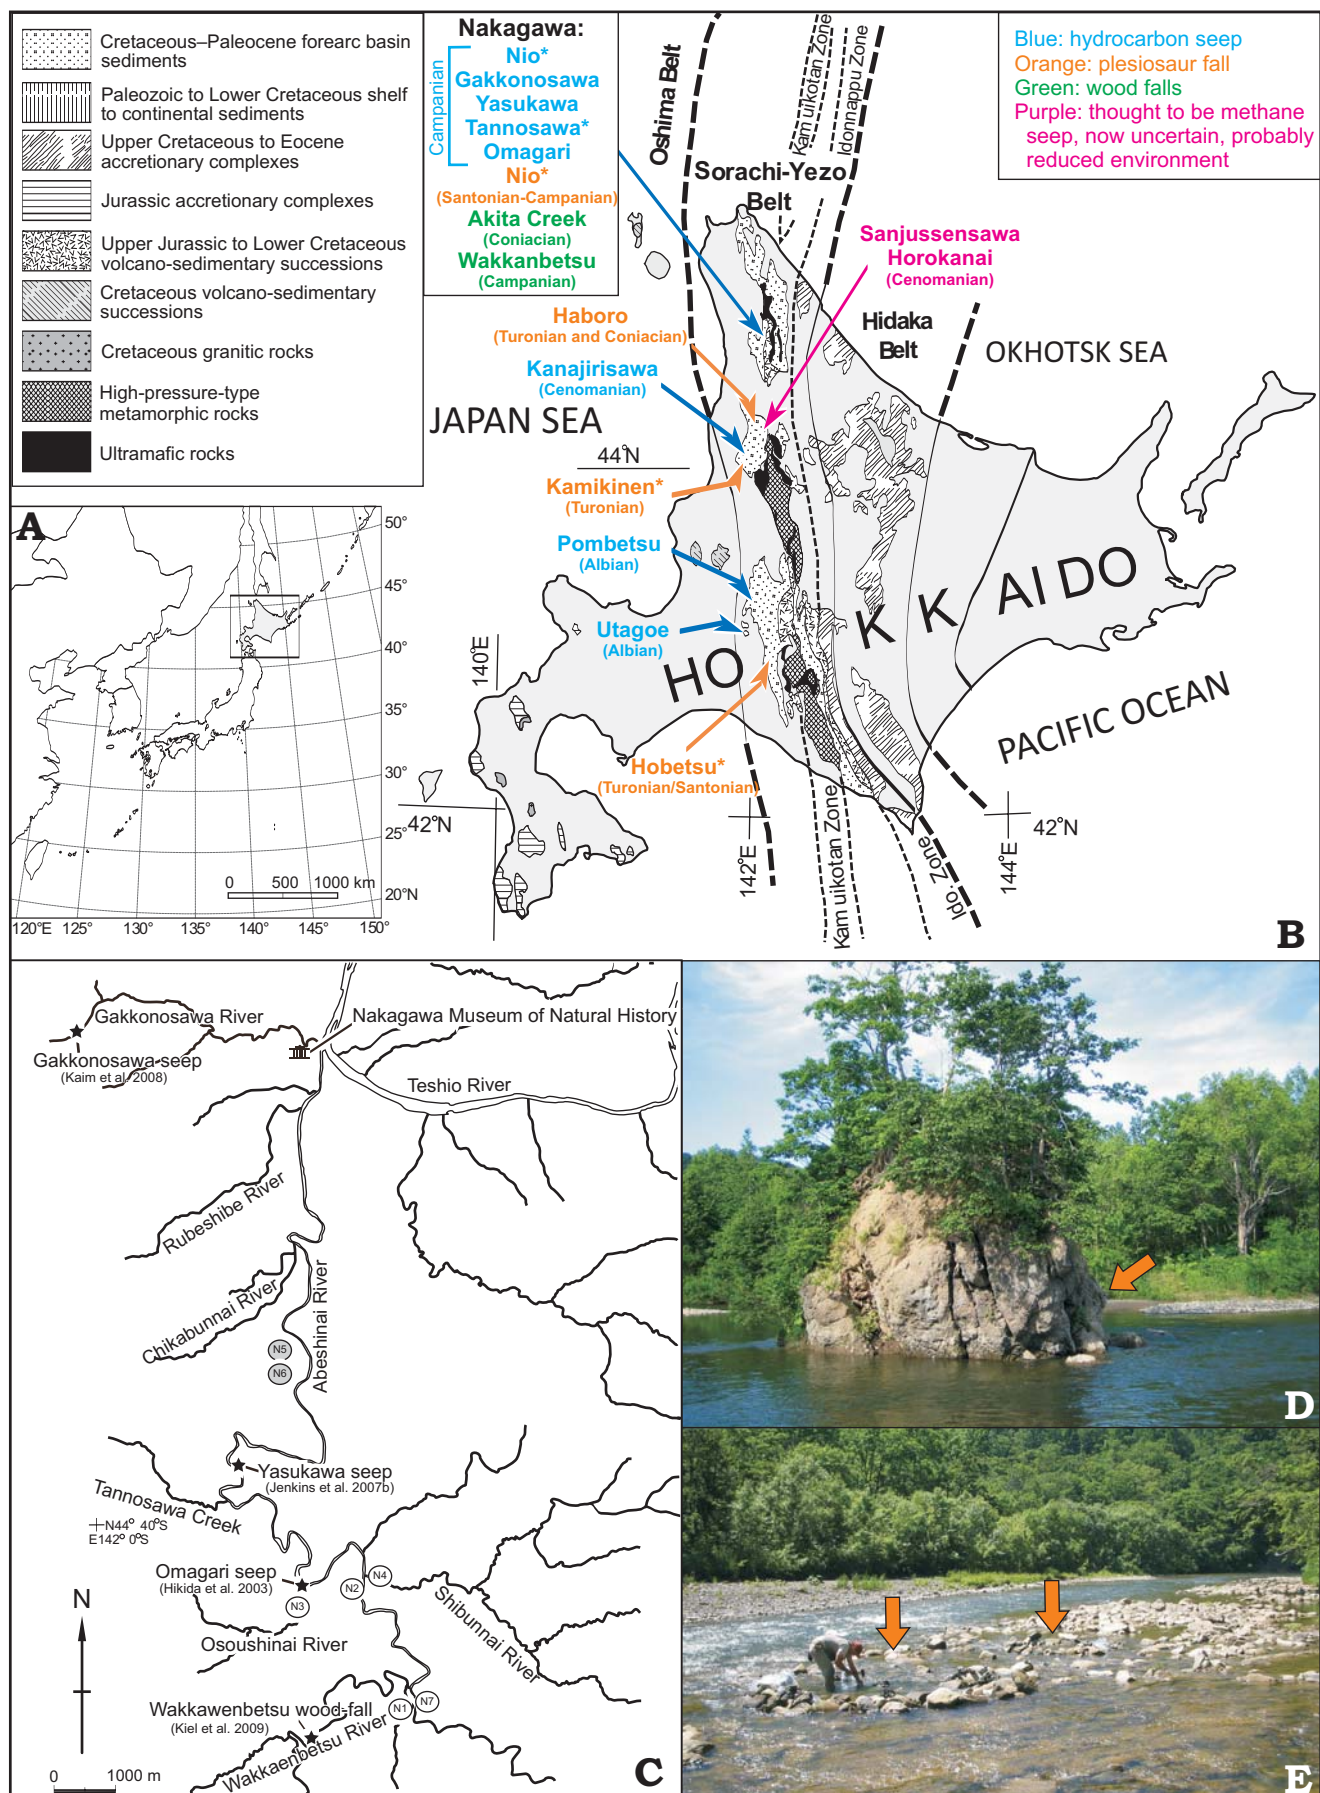 Cretaceous–Paleocene forearc basin
sediments
Paleozoic to Lower Cretaceous shelf
to continental sediments
Upper Cretaceous to Eocene
accretionary complexes
Jurassic accretionary complexes
Upper Jurassic to Lower Cretaceous
volcano-sedimentary successions
Cretaceous volcano-sedimentary
successions
Cretaceous granitic rocks
High-pressure-type
metamorphic rocks
Ultramafic rocks
Nakagawa:
Campanian
Nio*
Gakkonosawa
Yasukawa
Tannosawa*
Omagari
Nio*
(Santonian-Campanian)
Akita Creek
(Coniacian)
Wakkanbetsu
(Campanian)
Blue: hydrocarbon seep
Orange: plesiosaur fall
Green: wood falls
Purple: thought to be methane
seep, now uncertain, probably
reduced environment
Oshima Belt
Kam uikotan Zone
Idonnappu Zone
Sorachi-Yezo
Belt
Sanjussensawa
Horokanai
(Cenomanian)
Haboro
(Turonian and Coniacian)
Hidaka
Belt
OKHOTSK SEA
Kanajirisawa
(Cenomanian)
JAPAN SEA
44°N
Kamikinen*
(Turonian)
Pombetsu
(Albian)
Utagoe
(Albian)
HO K K AI DO
140°E
PACIFIC OCEAN
Hobetsu*
(Turonian/Santonian)
42°N
142°E
Kam uikotan Zone
Ido. Zone
144°E
42°N
B
A
50°
45°
40°
35°
30°
25°
20°N
0 500 1000 km
120°E 125° 130° 135° 140° 145° 150°
Gakkonosawa River
Nakagawa Museum of Natural History
Gakkonosawa seep
(Kaim et al. 2008)
Teshio River
Rubeshibe River
Chikabunnai River
Abeshinai River
N5
N6
Yasukawa seep
(Jenkins et al. 2007b)
Tannosawa Creek
N44° 40°S
E142° 0°S
Omagari seep
(Hikida et al. 2003)
N4
N2
N3
Shibunnai River
N
Osoushinai River
Wakkawenbetsu wood-fall
(Kiel et al. 2009)
N1
N7
Wakkaenbetsu River
0 1000 m
C
D
E